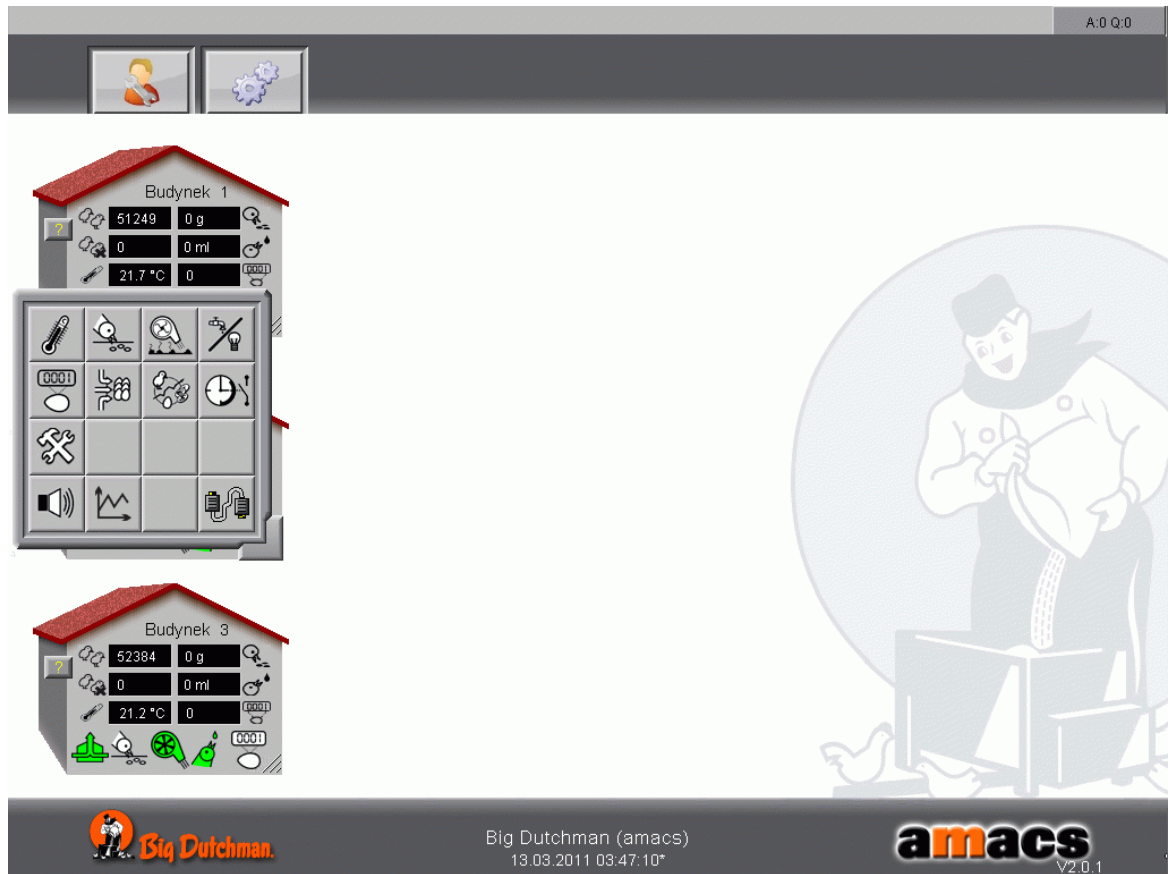 A:0 Q:0
Budynek 1
? 51249 0 g
0 0 ml
21.7 °C 0 0001
0001
Budynek 3
? 52384 0 g
0 0 ml
21.2 °C 0 0001
0001
Big Dutchman.
Big Dutchman (amacs)
13.03.2011 03:47:10*
amacs
V2.0.1